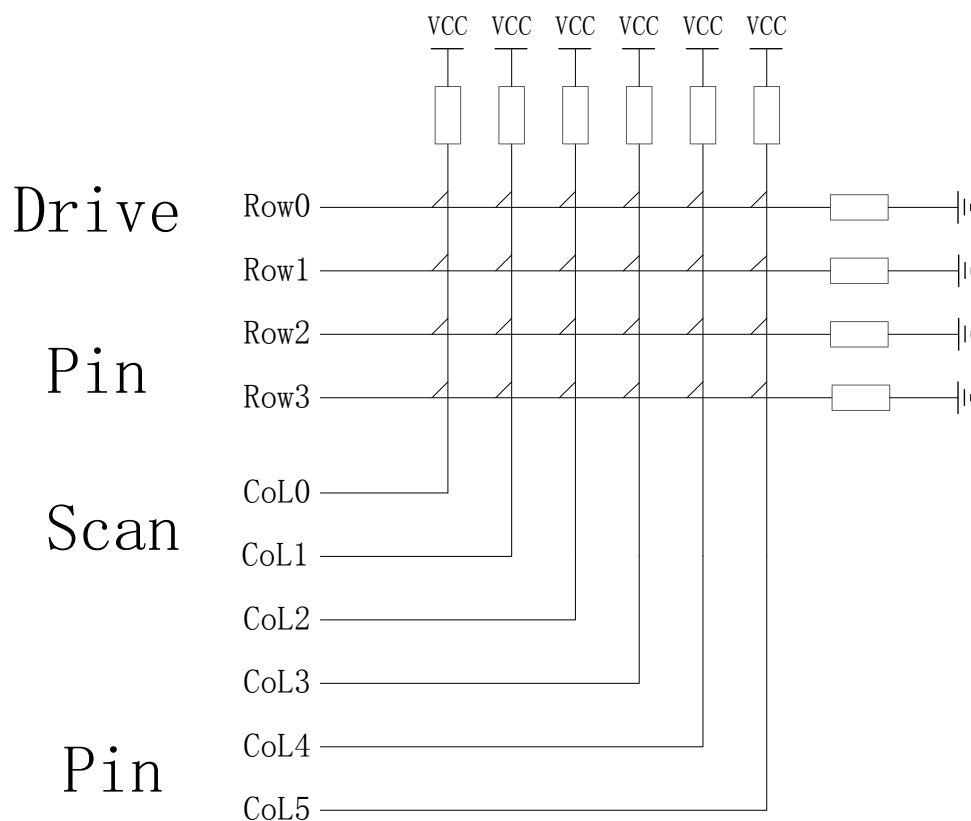 VCC VCC VCC VCC VCC VCC
Drive
Pin
Row0
Row1
Row2
Row3
Scan
Pin
CoL0
CoL1
CoL2
CoL3
CoL4
CoL5